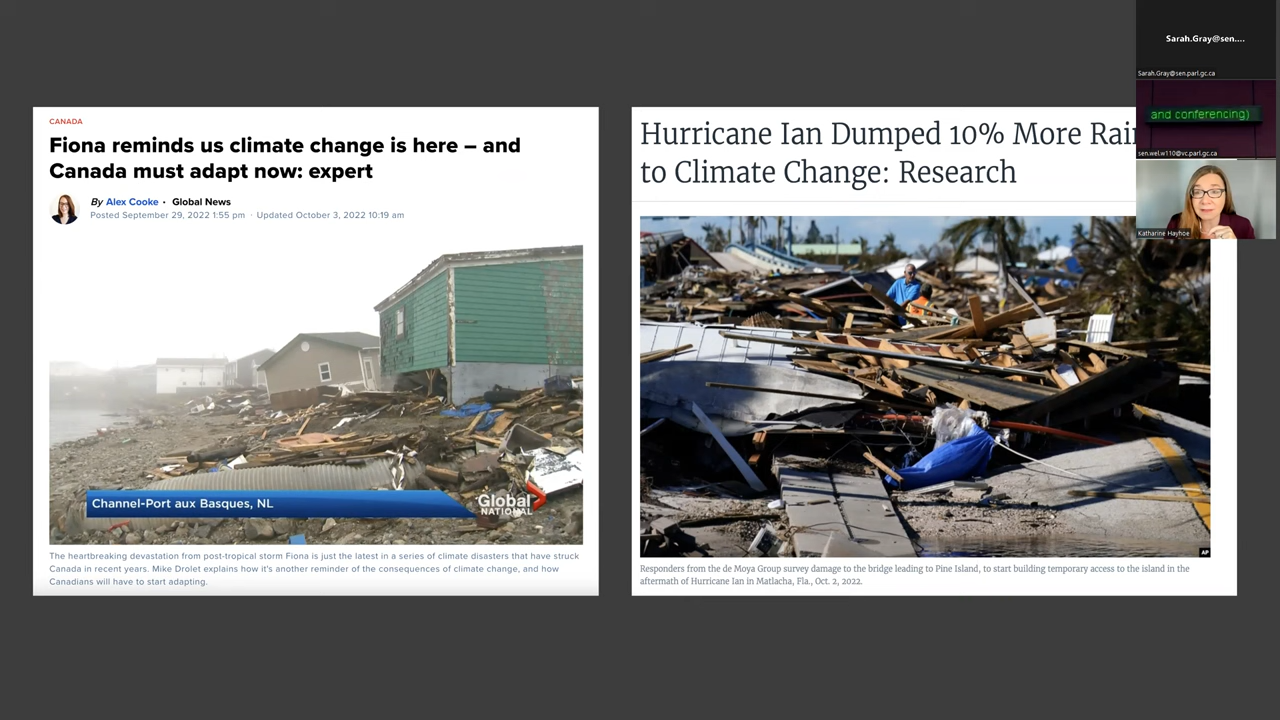 CANADA
Fiona reminds us climate change is here – and
Canada must adapt now: expert
By Alex Cooke • Global News
Posted September 29, 2022 1:55 pm · Updated October 3, 2022 10:19 am
Channel-Port aux Basques, NL
Global
NATIONAL
The heartbreaking devastation from post-tropical storm Fiona is just the latest in a series of climate disasters that have struck
Canada in recent years. Mike Drolet explains how it's another reminder of the consequences of climate change, and how
Canadians will have to start adapting.
Hurricane Ian Dumped 10% More
to Climate Change: Research
AP
Responders from the de Moya Group survey damage to the bridge leading to Pine Island, to start building temporary access to the island in the
aftermath of Hurricane Ian in Matlacha, Fla., Oct. 2, 2022.
Sarah.Gray@sen....
Sarah.Gray@sen.parl.gc.ca
and conferencing)
sen.wel.w110@vc.parl.gc.ca
Katharine Hayhoe